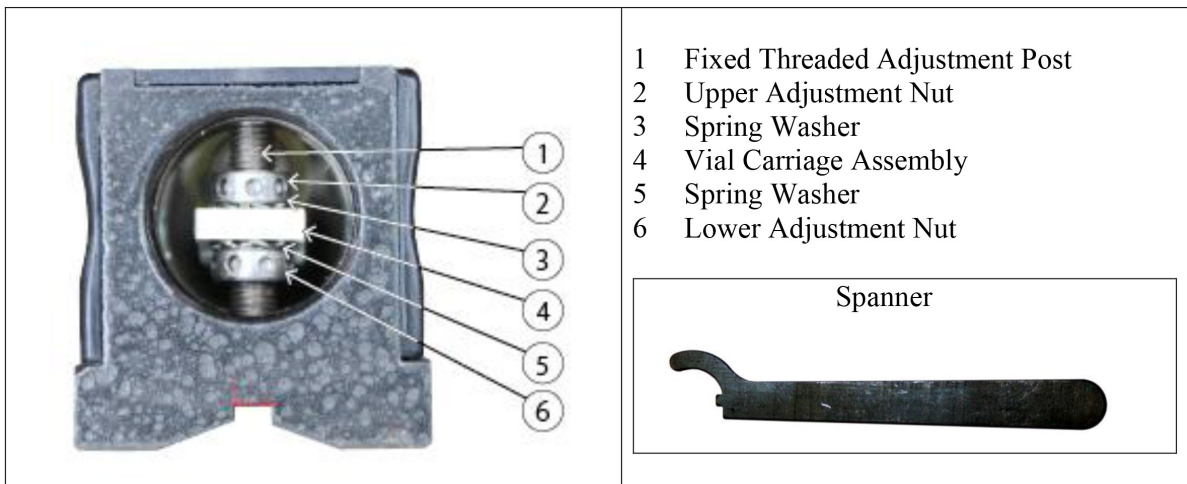 1
2
3
4
5
6
1 Fixed Threaded Adjustment Post
2 Upper Adjustment Nut
3 Spring Washer
4 Vial Carriage Assembly
5 Spring Washer
6 Lower Adjustment Nut
Spanner